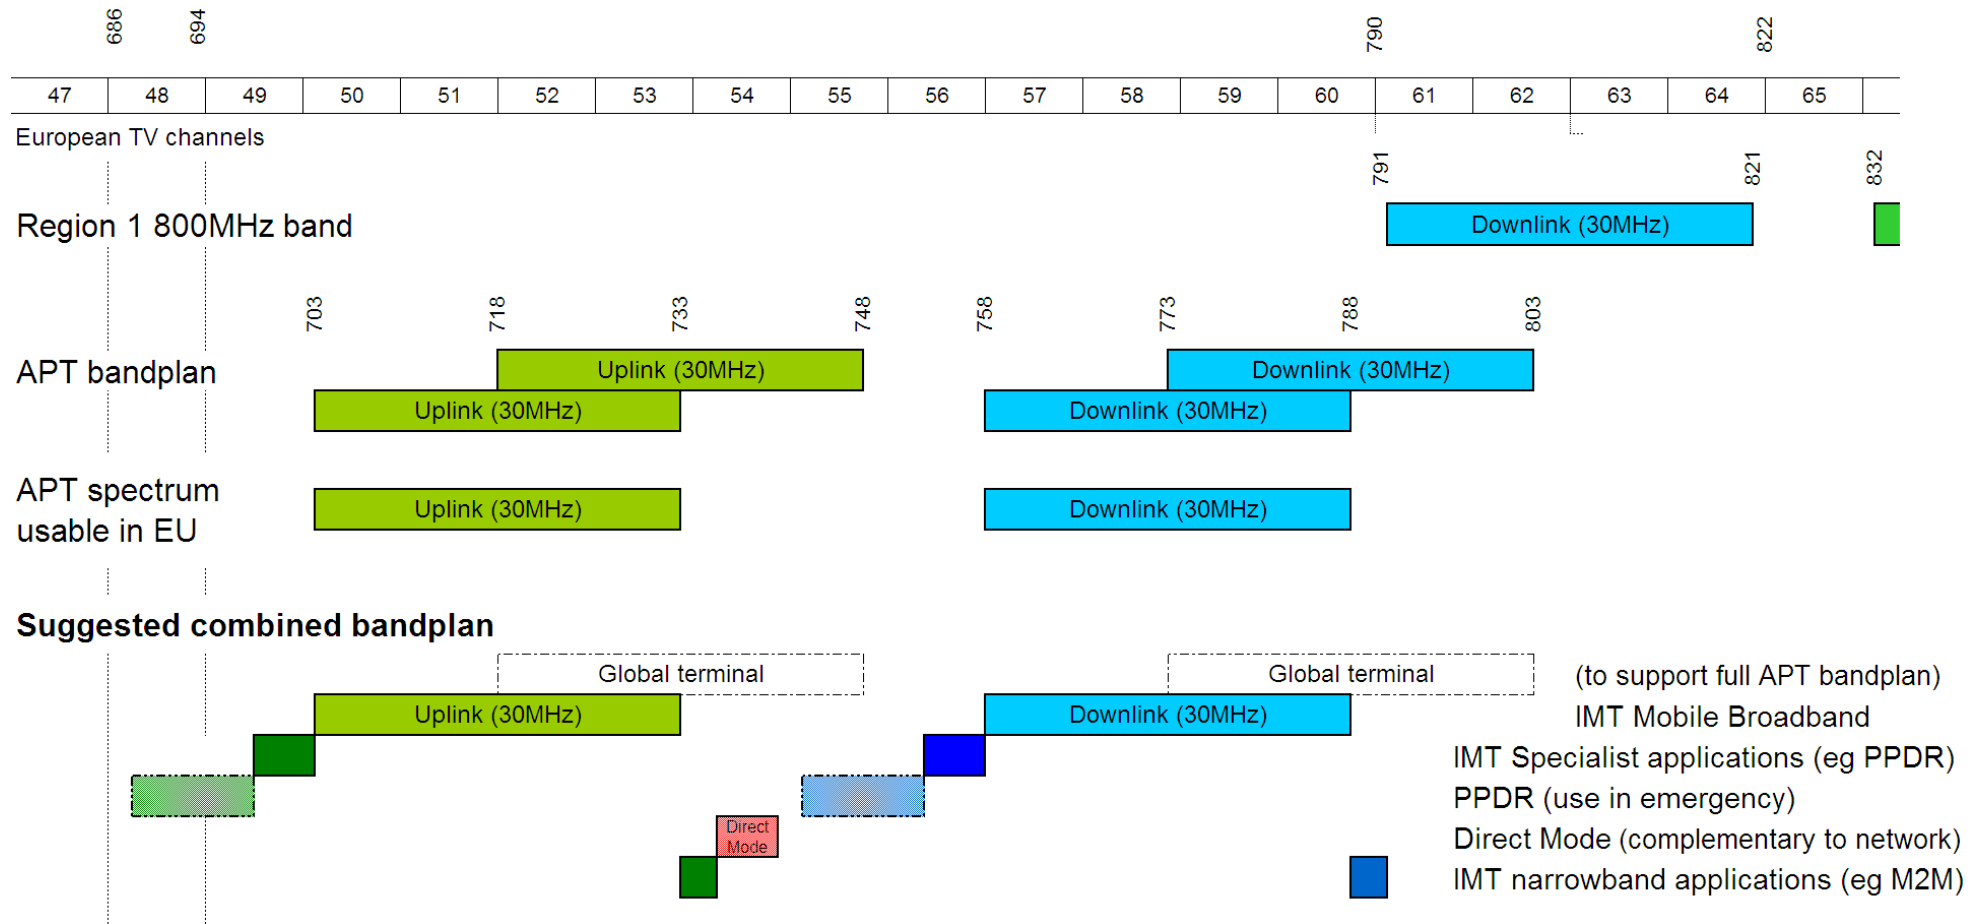 686 694 790 822
47 48 49 50 51 52 53 54 55 56 57 58 59 60 61 62 63 64 65
European TV channels
791 821 832
Region 1 800MHz band
Downlink (30MHz)
703 718 733 748 758 773 788 803
APT bandplan
Uplink (30MHz) Downlink (30MHz)
Uplink (30MHz) Downlink (30MHz)
APT spectrum
usable in EU
Uplink (30MHz) Downlink (30MHz)
Suggested combined bandplan
Global terminal Global terminal (to support full APT bandplan)
Uplink (30MHz) Downlink (30MHz) IMT Mobile Broadband
IMT Specialist applications (eg PPDR)
PPDR (use in emergency)
Direct
Mode
Direct Mode (complementary to network)
IMT narrowband applications (eg M2M)